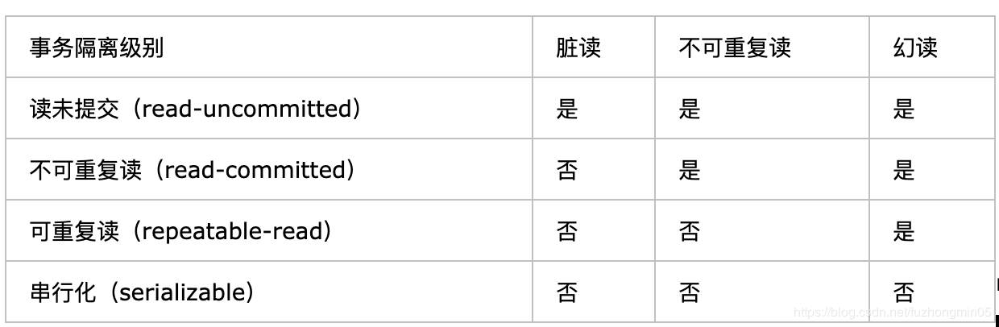 事务隔离级别 脏读 不可重复读 幻读
读未提交（read-uncommitted） 是 是 是
不可重复读（read-committed） 否 是 是
可重复读（repeatable-read） 否 否 是
串行化（serializable） 否 否 否
https://blog.csdn.net/fuzhongmin05